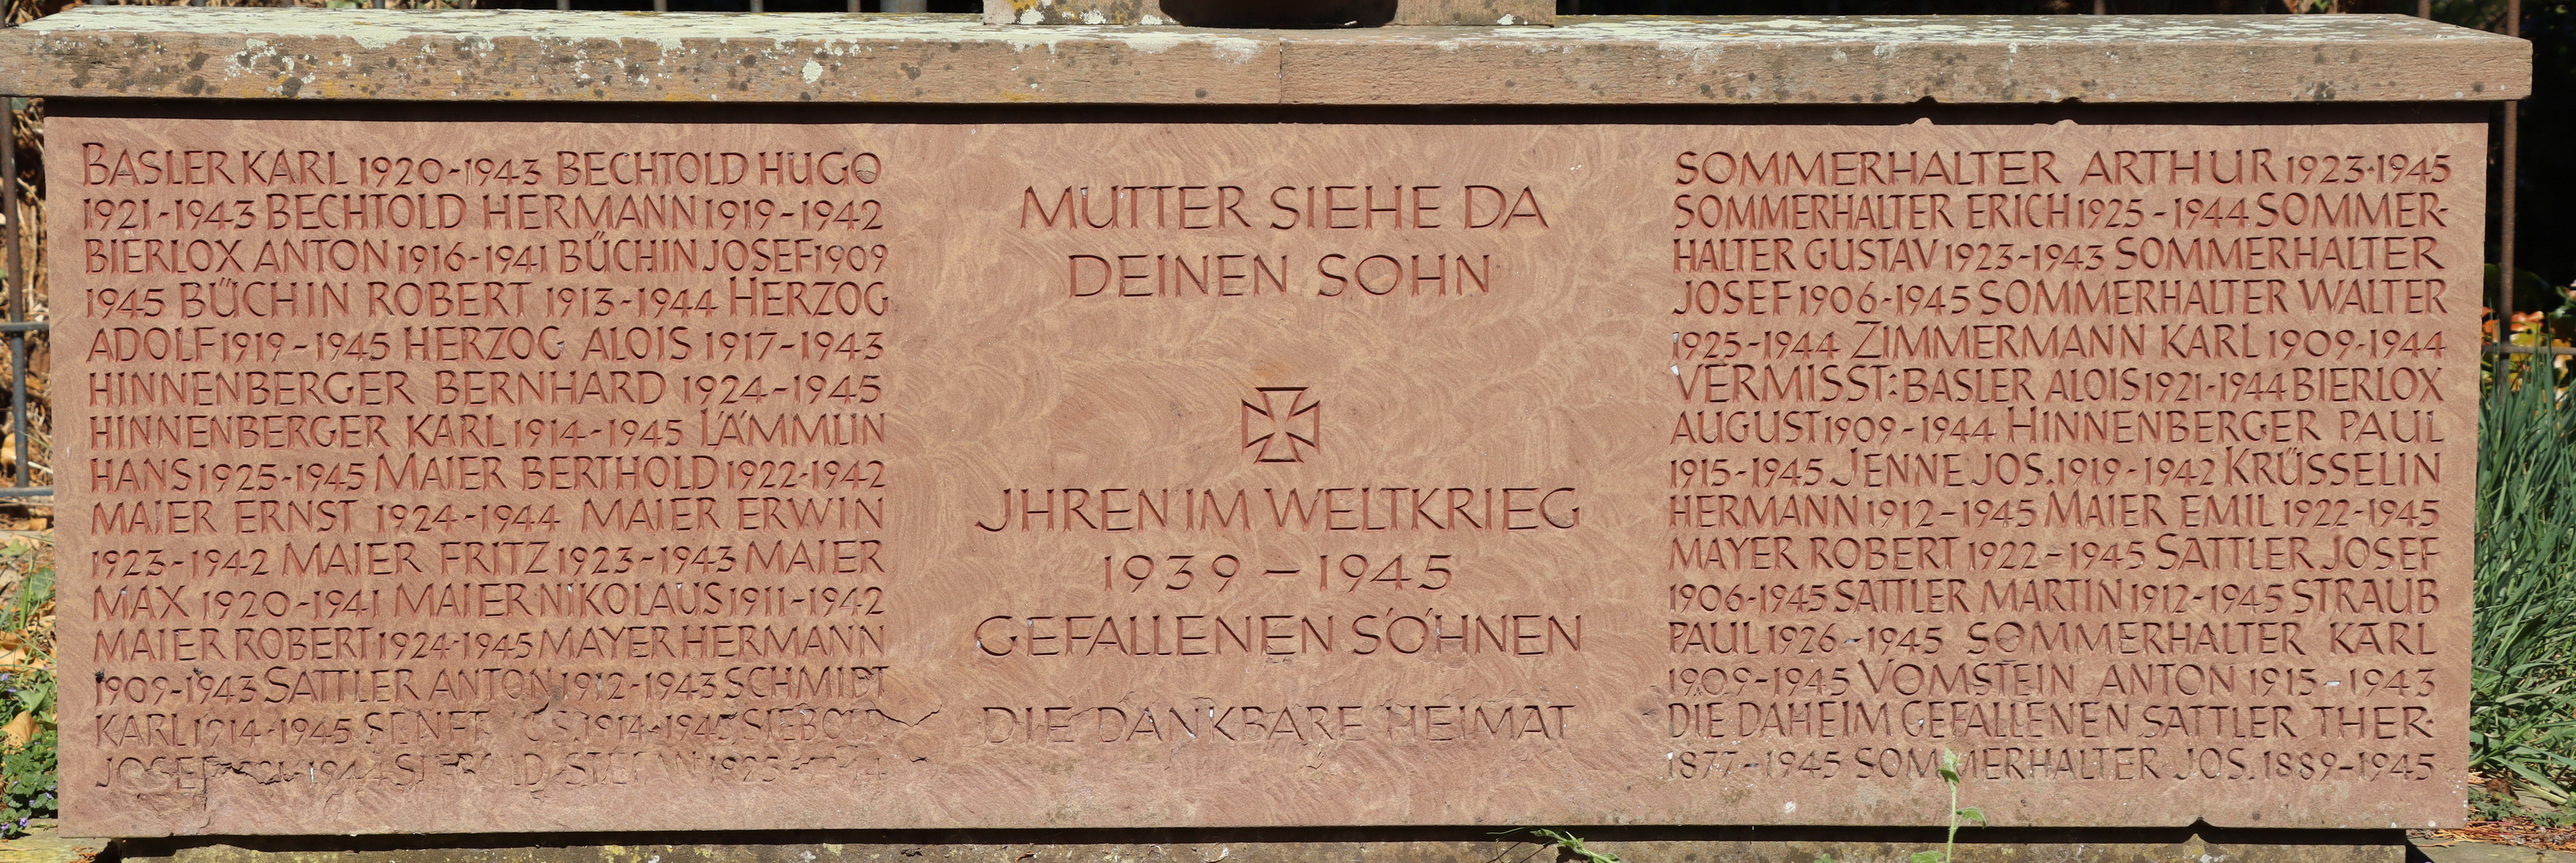 BASLER KARL 1920-1943 BECHTOLD HUGO
1921-1943 BECHTOLD HERMANN 1919-1942
BIERLOX ANTON 1916-1941 BÜCHIN JOSEF 1909
1945 BÜCHIN ROBERT 1913-1944 HERZOG
ADOLF 1919-1945 HERZOG ALOIS 1917-1943
HINNENBERGER BERNHARD 1924-1945
HINNENBERGER KARL 1914-1945 LÄMMLIN
HANS 1925-1945 MAIER BERTHOLD 1922-1942
MAIER ERNST 1924-1944 MAIER ERWIN
1923-1942 MAIER FRITZ 1923-1943 MAIER
MAX 1920-1941 MAIER NIKOLAUS 1911-1942
MAIER ROBERT 1924-1945 MAYER HERMANN
1909-1943 SATTLER ANTON 1912-1943 SCHMIDT
KARL 1914-1945 SENFT JOS. 1914-1945 SIEBOLD
JOSEF 1944 SIEBOLD STEFAN
MUTTER SIEHE DA
DEINEN SOHN
JHREN IM WELTKRIEG
1939-1945
GEFALLENEN SÖHNEN
DIE DANKBARE HEIMAT
SOMMERHALTER ARTHUR 1923-1945
SOMMERHALTER ERICH 1925-1944 SOMMER-
HALTER GUSTAV 1923-1943 SOMMERHALTER
JOSEF 1906-1945 SOMMERHALTER WALTER
1925-1944 ZIMMERMANN KARL 1909-1944
VERMISST: BASLER ALOIS 1921-1944 BIERLOX
AUGUST 1909-1944 HINNENBERGER PAUL
1915-1945 JENNE JOS. 1919-1942 KRÜSSELIN
HERMANN 1912-1945 MAIER EMIL 1922-1945
MAYER ROBERT 1922-1945 SATTLER JOSEF
1906-1945 SATTLER MARTIN 1912-1945 STRAUB
PAUL 1926-1945 SOMMERHALTER KARL
1909-1945 VOMSTEIN ANTON 1915-1943
DIE DAHEIM GEFALLENEN SATTLER THER.
1877-1945 SOMMERHALTER JOS. 1889-1945